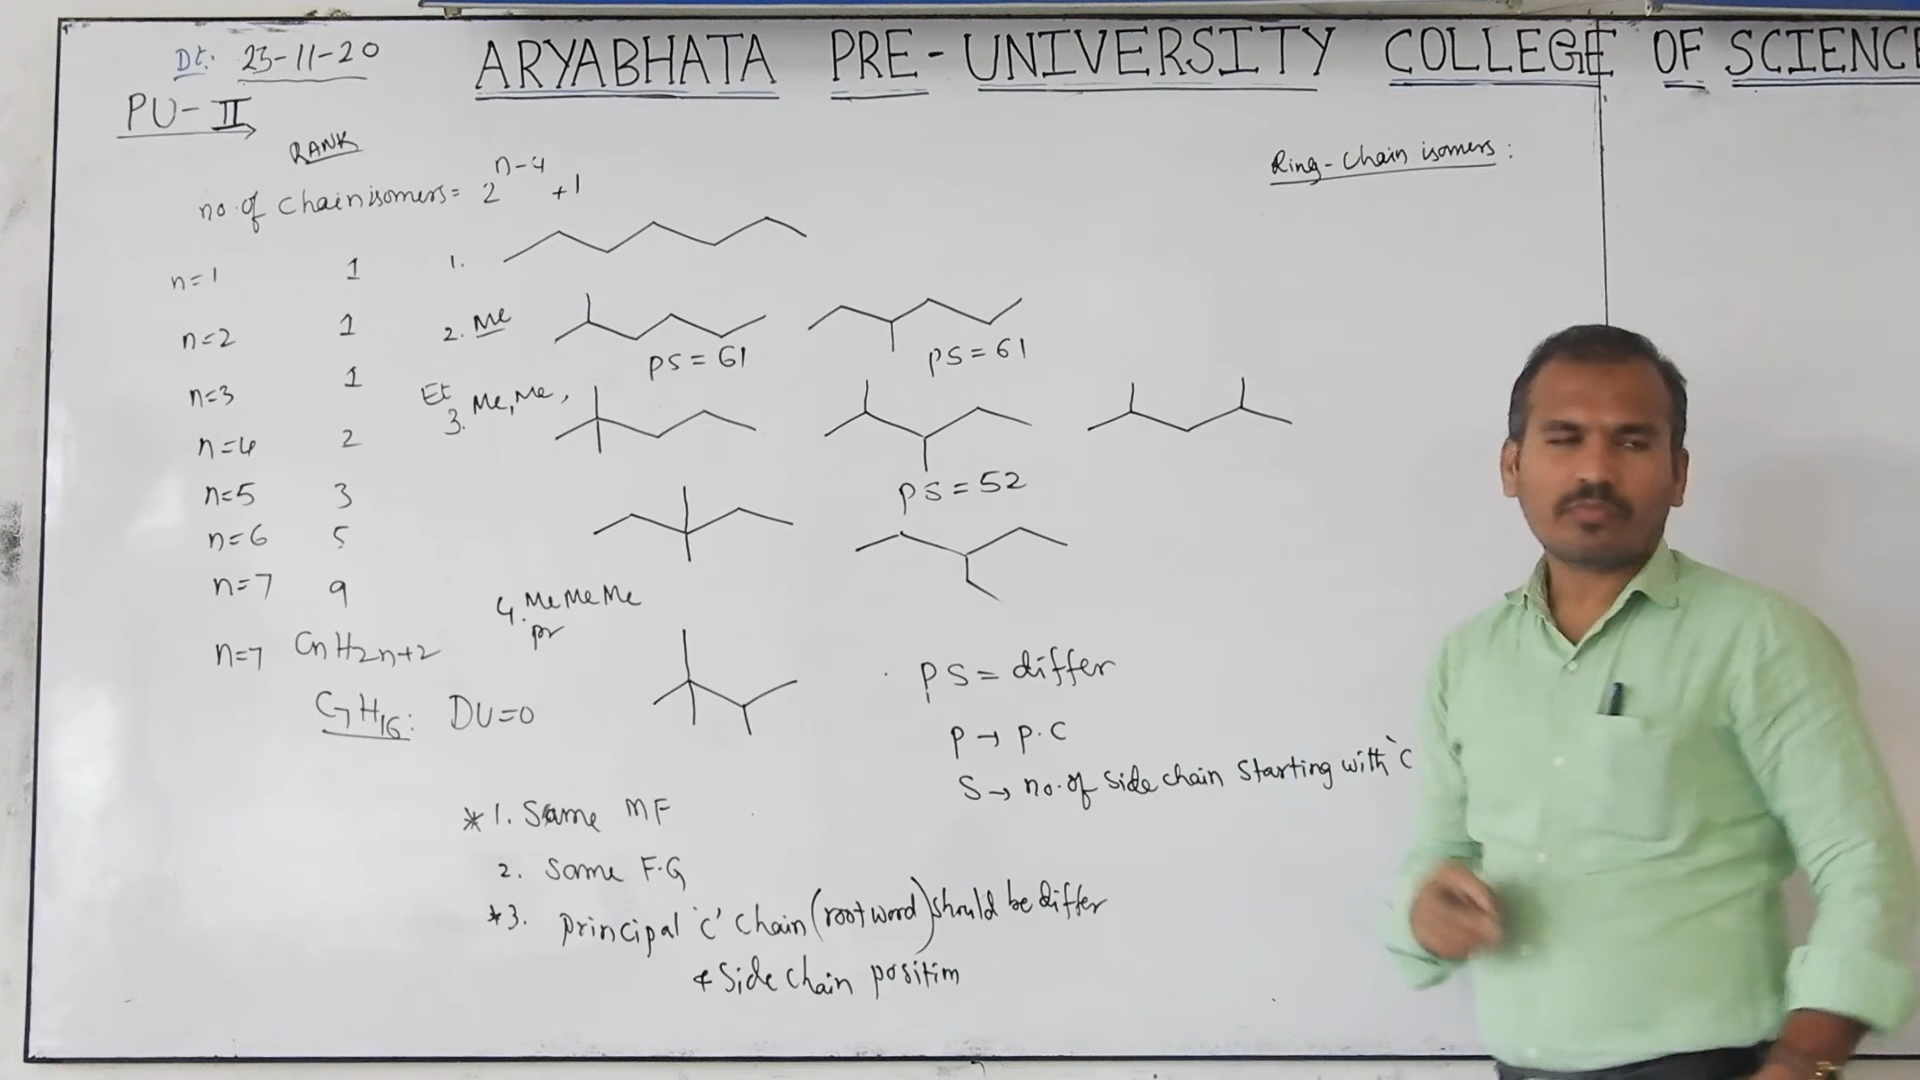 Dt: 23-11-20
ARYABHATA PRE-UNIVERSITY COLLEGE OF SCIENC
PU-II
RANK
no. of chain isomers = 2^{n-4} + 1
Ring-Chain isomers:
n=1 1
n=2 1
n=3 1
n=4 2
n=5 3
n=6 5
n=7 9
n=7 CnH2n+2
C7H16: DU=0
1.
2. Me
PS=61
PS=61
Et
3. Me, Me,
PS=52
4. Me Me Me
pr
PS= differ
P→ P.C
S→ no. of side chain starting with 'C
*1. Same MF
2. Same F.G
*3. principal 'C' chain (root word) should be differ
& side chain position